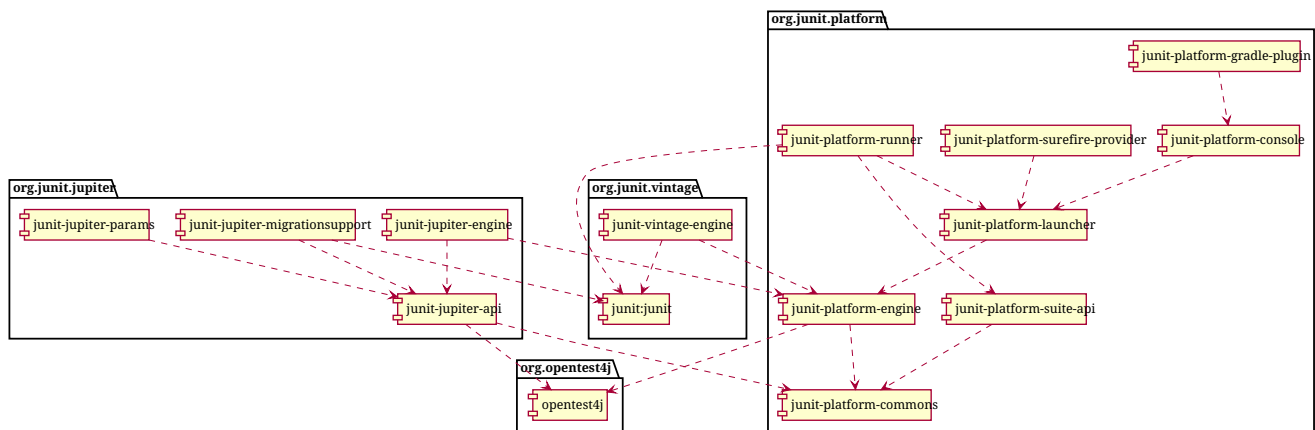 org.junit.platform
junit-platform-gradle-plugin
junit-platform-runner
junit-platform-surefire-provider
junit-platform-console
org.junit.jupiter
org.junit.vintage
junit-jupiter-params
junit-jupiter-migrationsupport
junit-jupiter-engine
junit-vintage-engine
junit-platform-launcher
junit-jupiter-api
junit:junit
junit-platform-engine
junit-platform-suite-api
org.opentest4j
opentest4j
junit-platform-commons